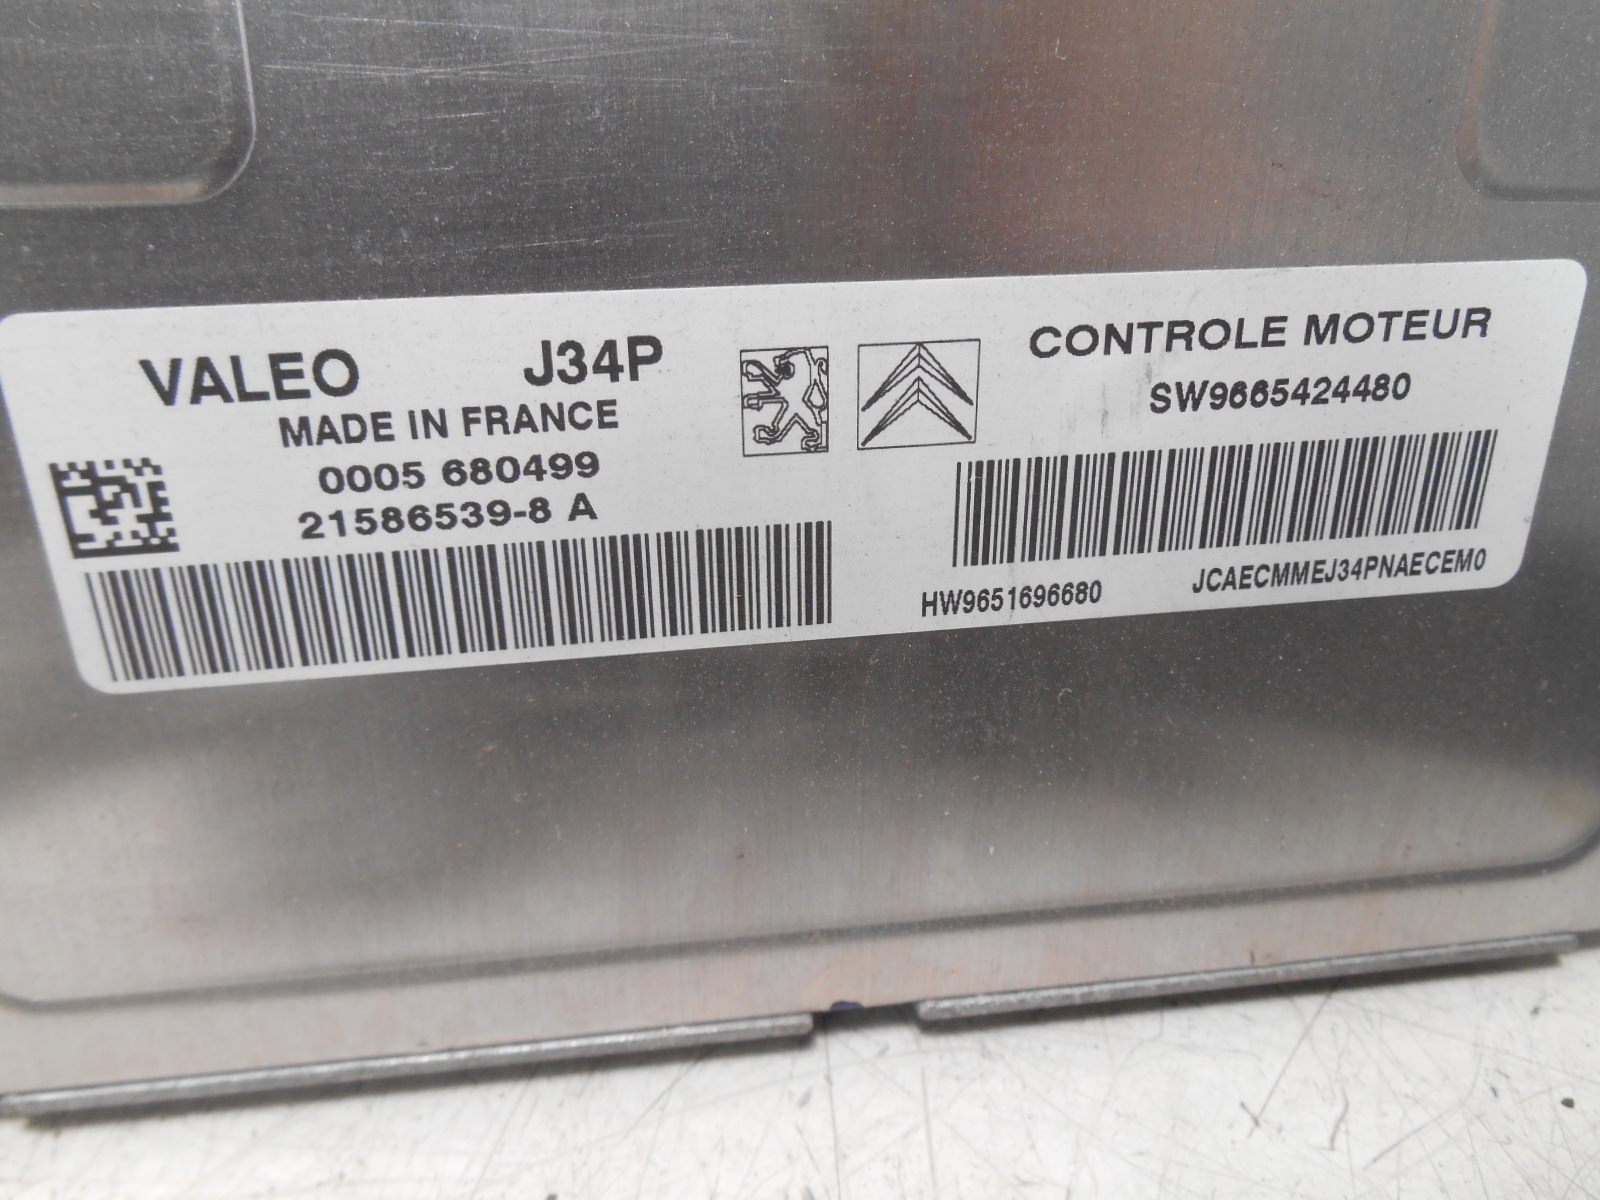 VALEO J34P
MADE IN FRANCE
0005 680499
21586539-8 A
CONTROLE MOTEUR
SW9665424480
HW9651696680
JCAECMMEJ34PNAECEM0